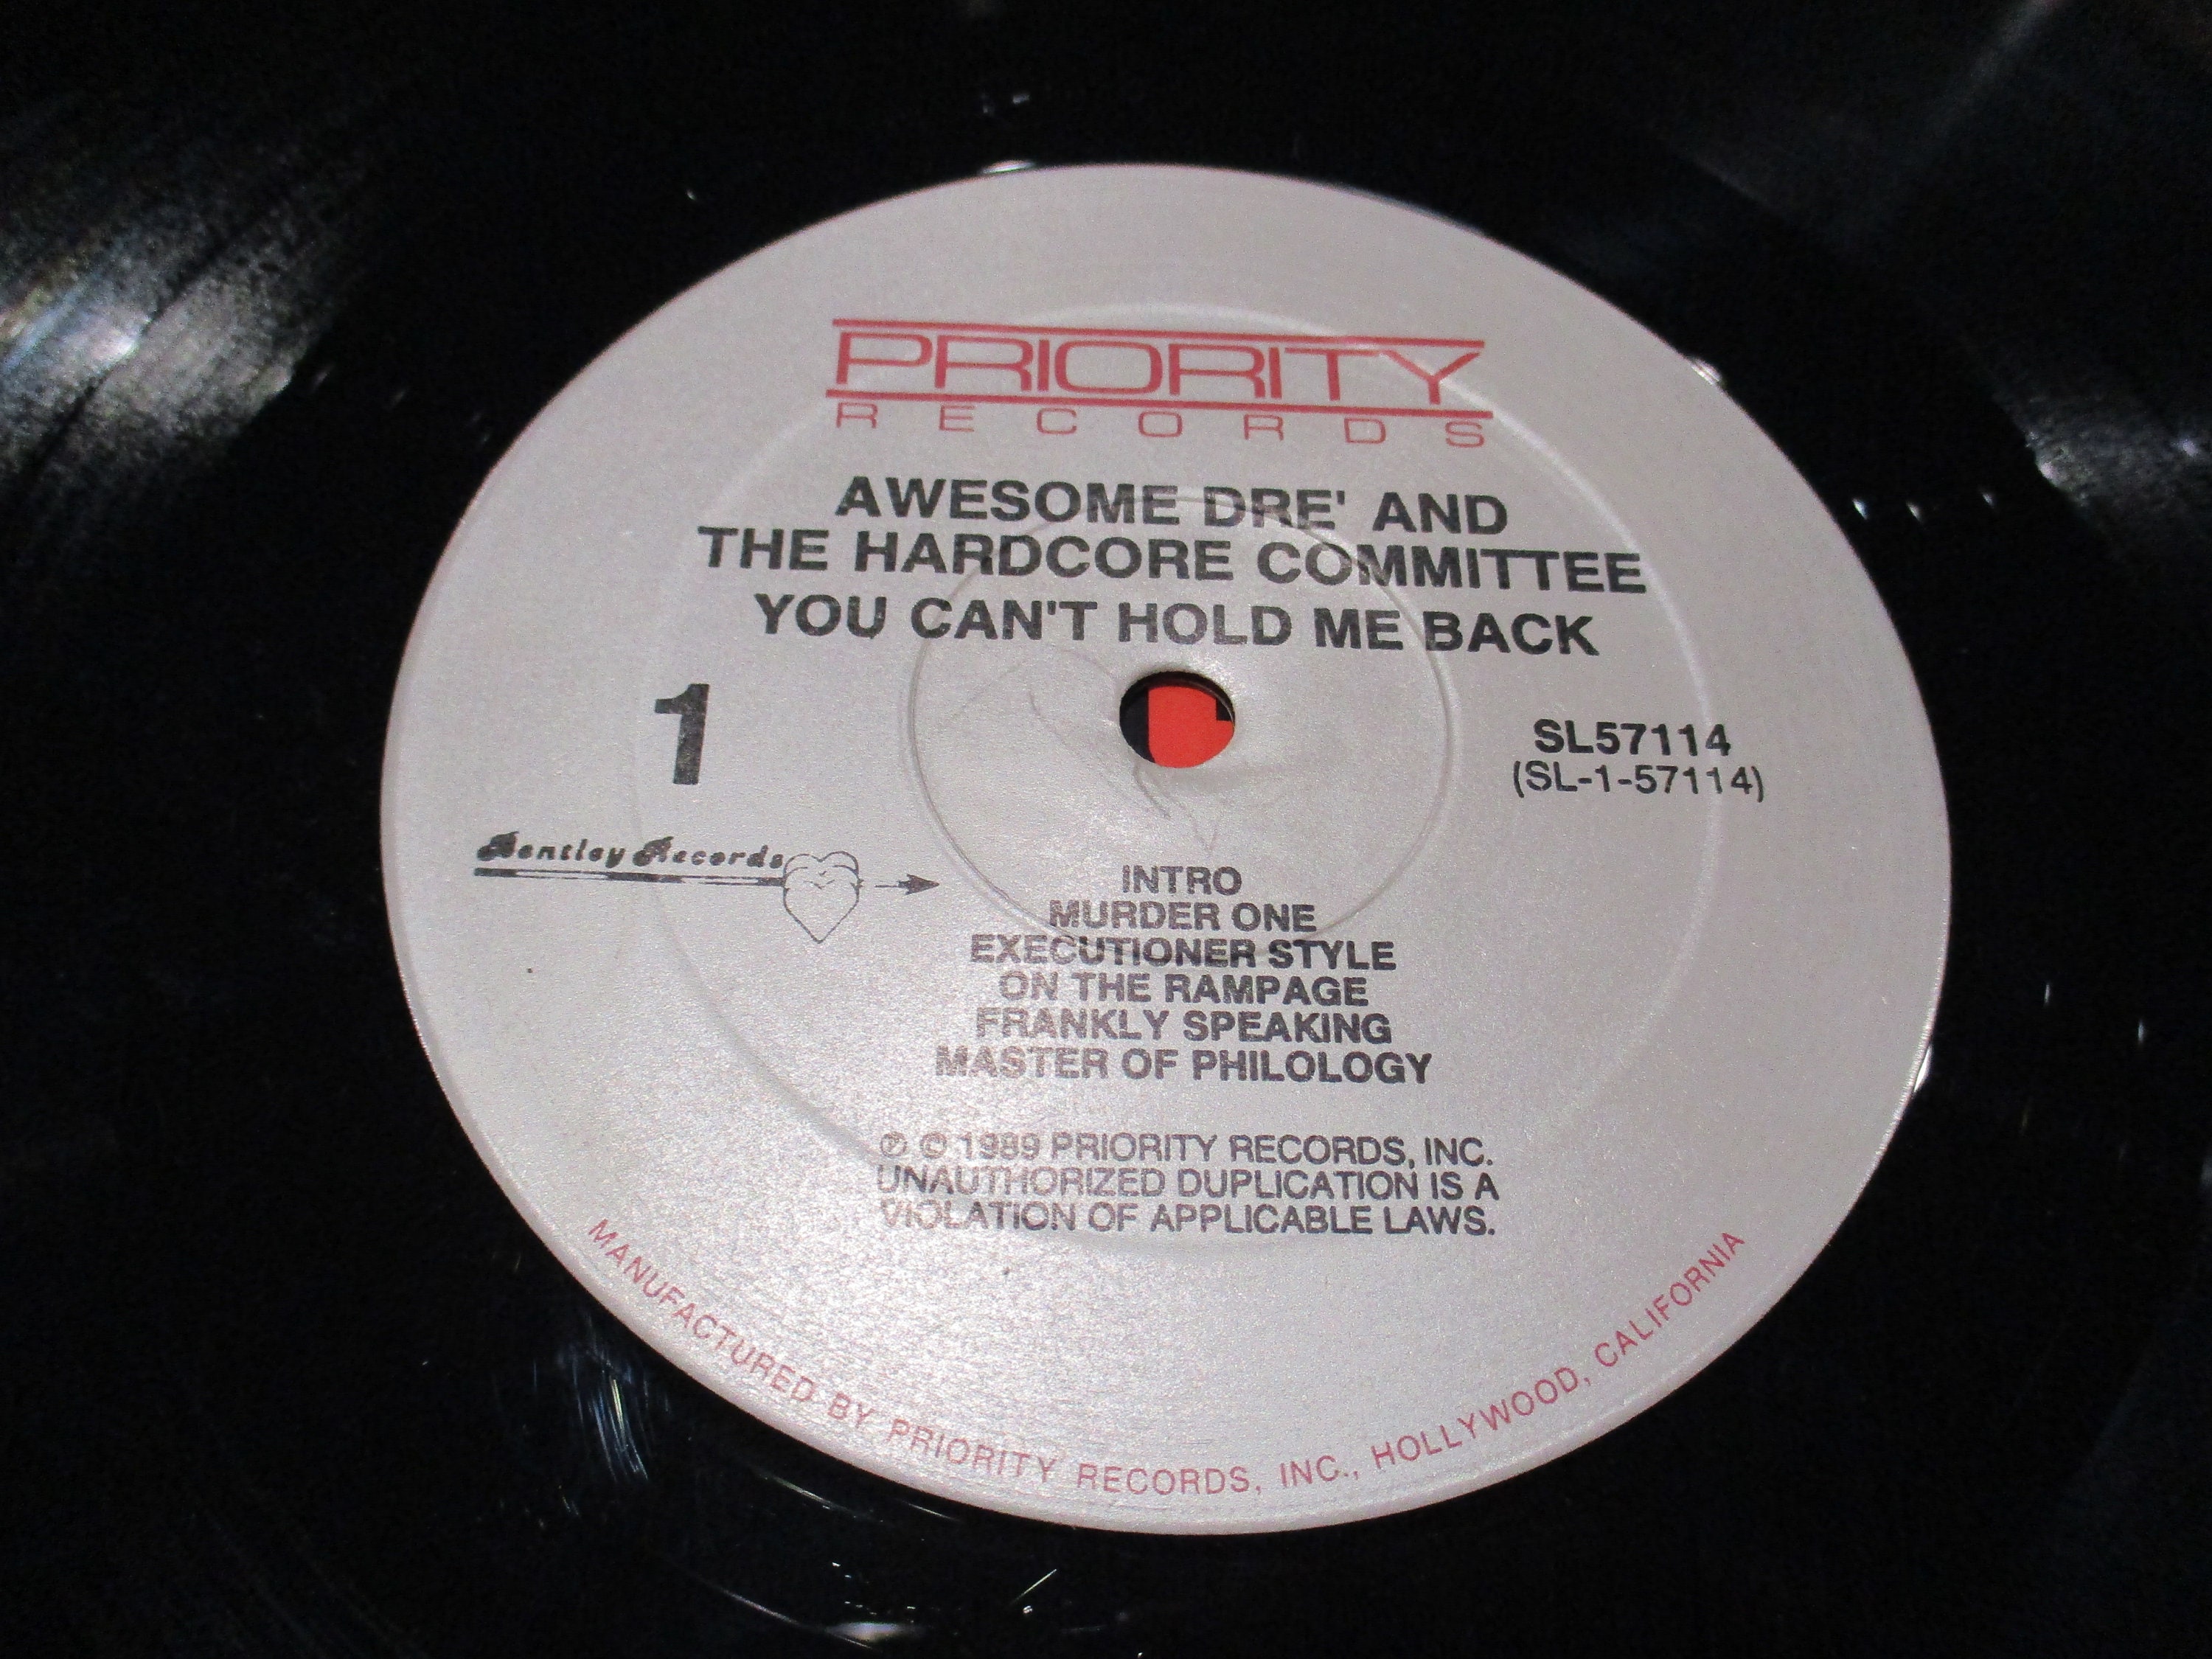 PRIORITY
RECORDS
AWESOME DRE' AND
THE HARDCORE COMMITTEE
YOU CAN'T HOLD ME BACK
1
SL57114
(SL-1-57114)
Bentley Records
INTRO
MURDER ONE
EXECUTIONER STYLE
ON THE RAMPAGE
FRANKLY SPEAKING
MASTER OF PHILOLOGY
℗ © 1989 PRIORITY RECORDS, INC.
UNAUTHORIZED DUPLICATION IS A
VIOLATION OF APPLICABLE LAWS.
MANUFACTURED BY PRIORITY RECORDS, INC., HOLLYWOOD, CALIFORNIA